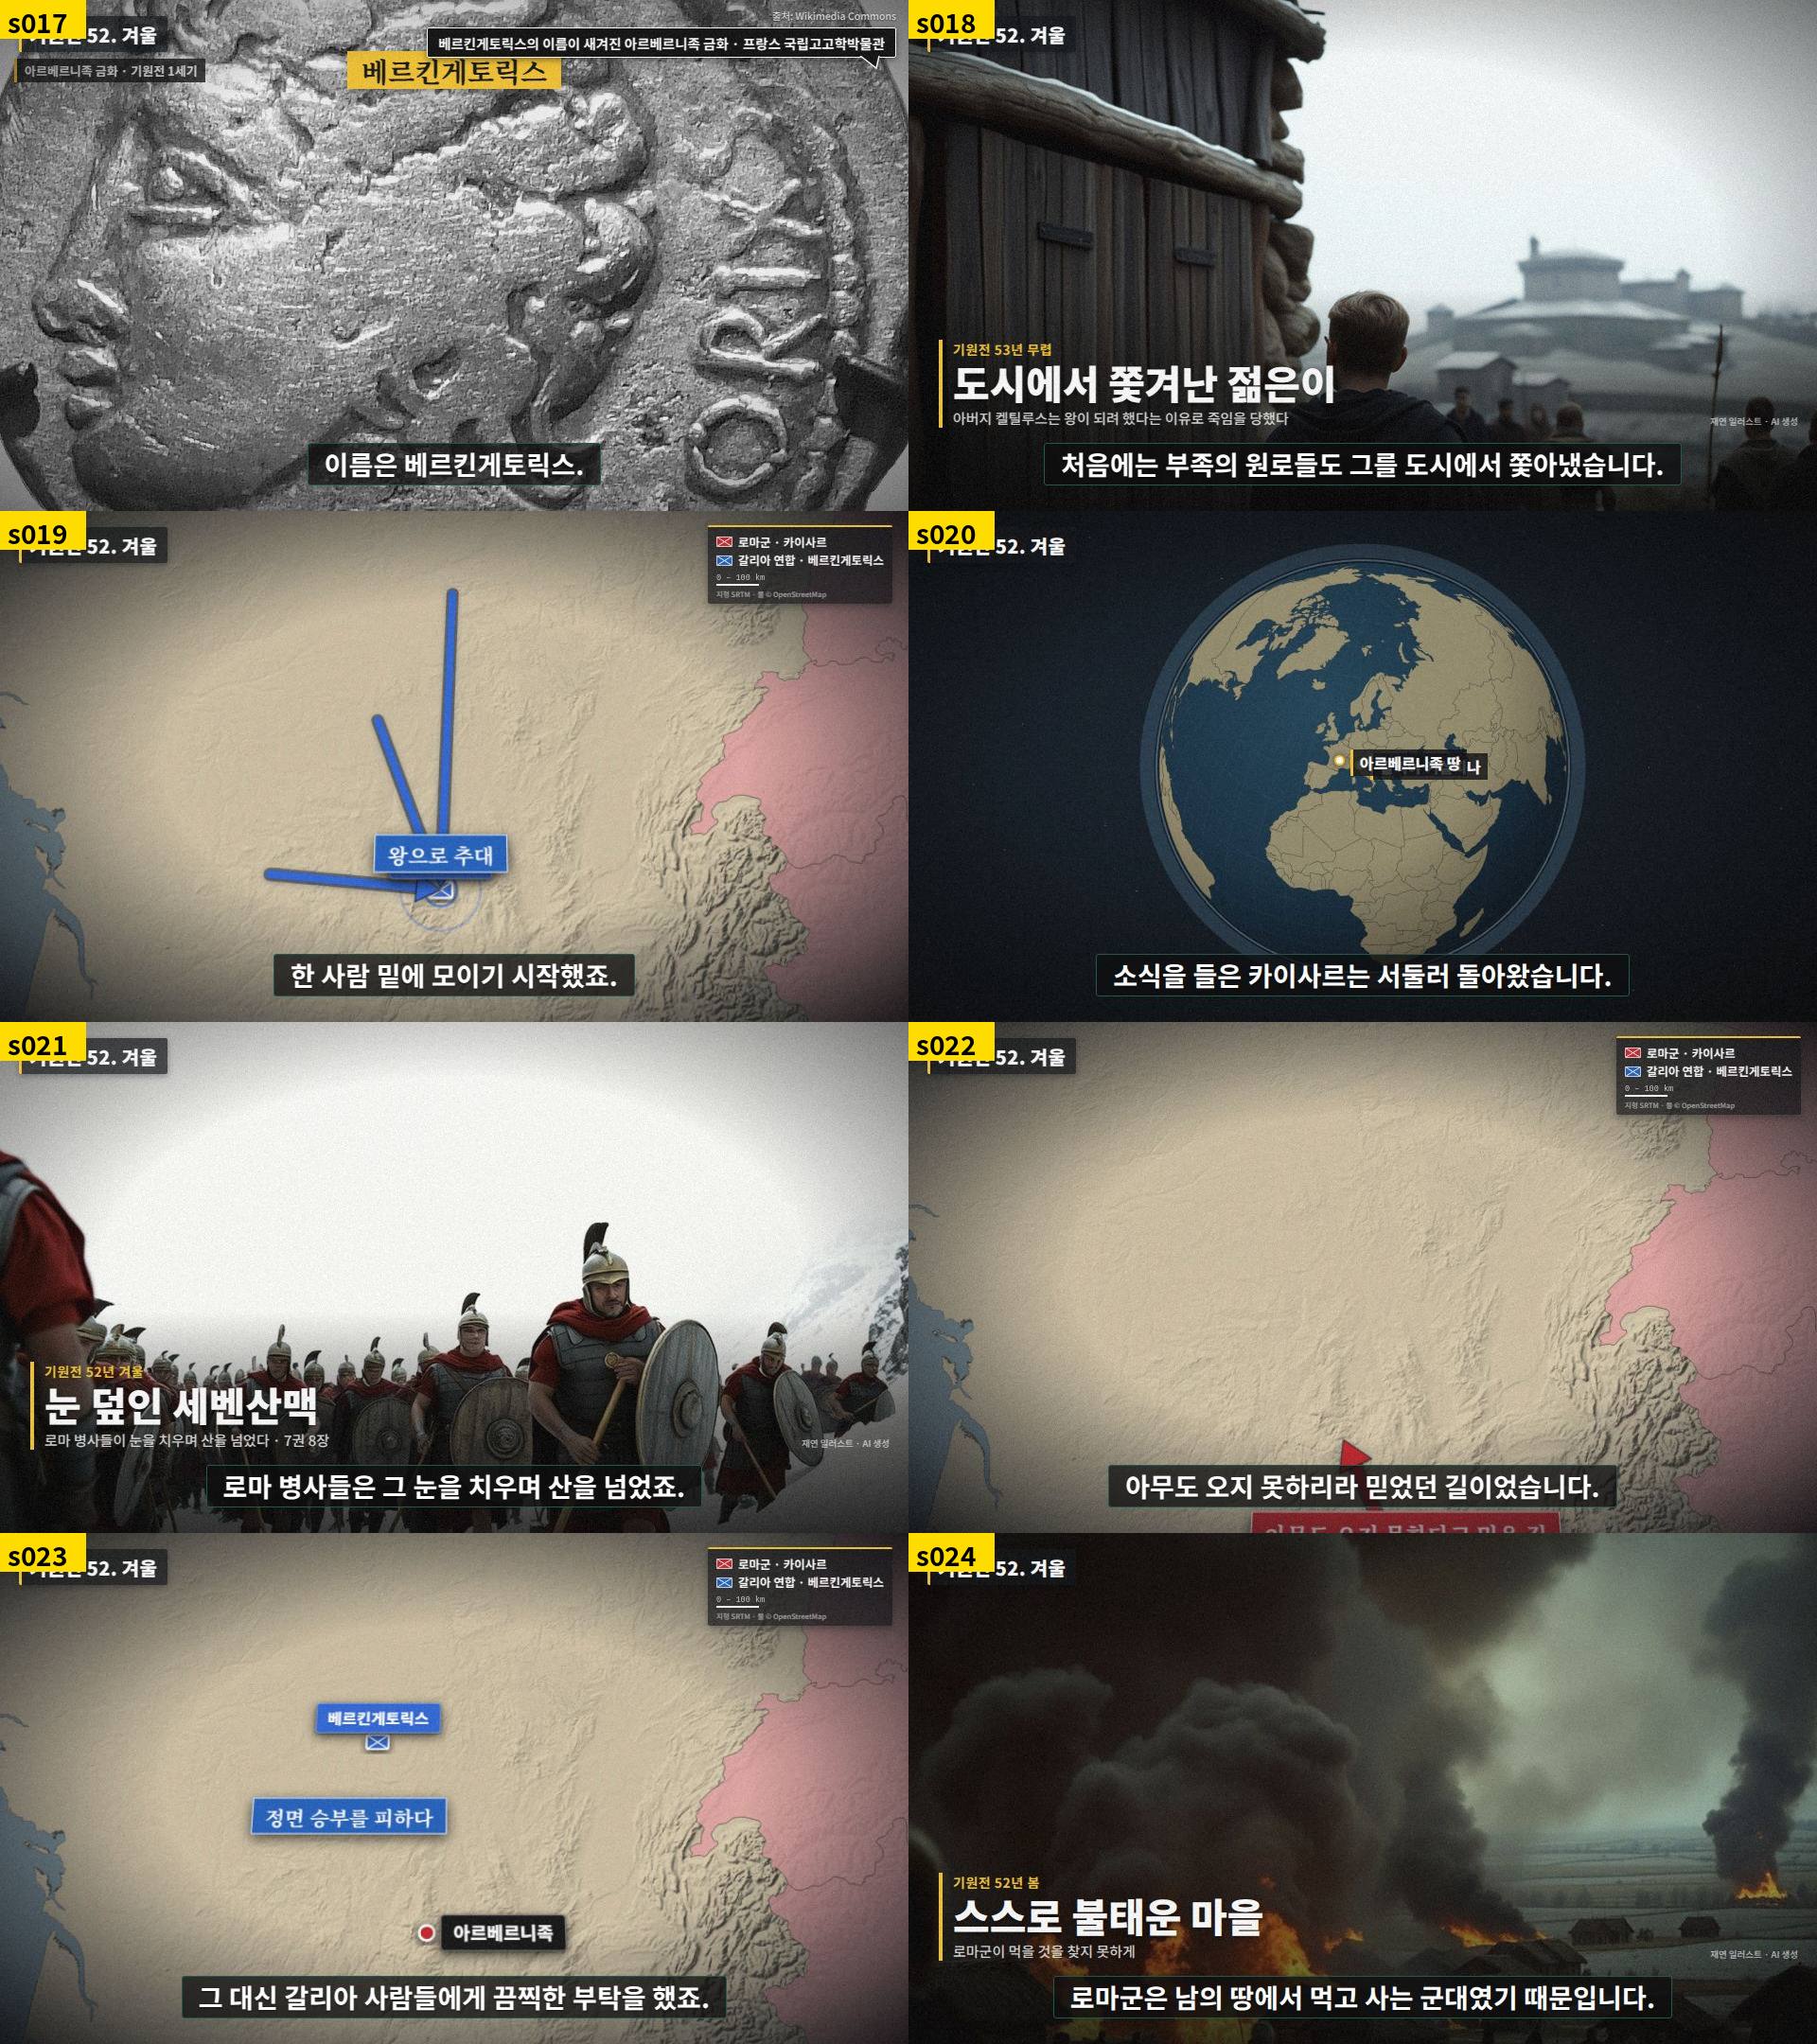 s017
52. 겨울
출처: Wikimedia Commons
베르킨게토릭스의 이름이 새겨진 아르베르니족 금화 · 프랑스 국립고고학박물관
아르베르니족 금화 · 기원전 1세기
베르킨게토릭스
ORIX
이름은 베르킨게토릭스.
s018
52. 겨울
기원전 53년 무렵
도시에서 쫓겨난 젊은이
아버지 켈틸루스는 왕이 되려 했다는 이유로 죽임을 당했다
재연 일러스트 · AI 생성
처음에는 부족의 원로들도 그를 도시에서 쫓아냈습니다.
s019
52. 겨울
로마군 · 카이사르
갈리아 연합 · 베르킨게토릭스
0 – 100 km
지형 SRTM · 물 © OpenStreetMap
왕으로 추대
한 사람 밑에 모이기 시작했죠.
s020
52. 겨울
아르베르니족 땅
나
소식을 들은 카이사르는 서둘러 돌아왔습니다.
s021
52. 겨울
기원전 52년 겨울
눈 덮인 세벤산맥
로마 병사들이 눈을 치우며 산을 넘었다 · 7권 8장
재연 일러스트 · AI 생성
로마 병사들은 그 눈을 치우며 산을 넘었죠.
s022
52. 겨울
로마군 · 카이사르
갈리아 연합 · 베르킨게토릭스
0 – 100 km
지형 SRTM · 물 © OpenStreetMap
아무도 오지 못하리라 믿었던 길이었습니다.
s023
52. 겨울
로마군 · 카이사르
갈리아 연합 · 베르킨게토릭스
0 – 100 km
지형 SRTM · 물 © OpenStreetMap
베르킨게토릭스
정면 승부를 피하다
아르베르니족
그 대신 갈리아 사람들에게 끔찍한 부탁을 했죠.
s024
52. 겨울
기원전 52년 봄
스스로 불태운 마을
로마군이 먹을 것을 찾지 못하게
재연 일러스트 · AI 생성
로마군은 남의 땅에서 먹고 사는 군대였기 때문입니다.